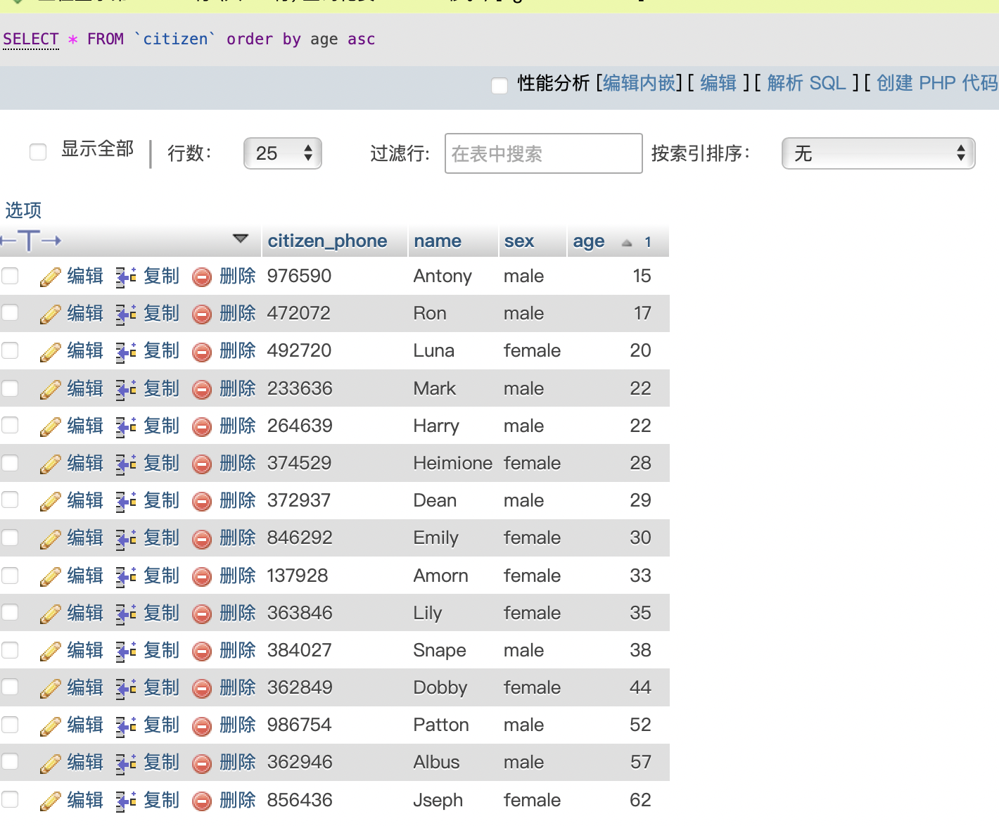 SELECT * FROM `citizen` order by age asc
性能分析 [编辑内嵌] [ 编辑 ] [ 解析 SQL ] [ 创建 PHP 代码
显示全部 行数： 25 过滤行: 在表中搜索 按索引排序： 无
选项
←T→ citizen_phone name sex age 1
编辑 复制 删除 976590 Antony male 15
编辑 复制 删除 472072 Ron male 17
编辑 复制 删除 492720 Luna female 20
编辑 复制 删除 233636 Mark male 22
编辑 复制 删除 264639 Harry male 22
编辑 复制 删除 374529 Heimione female 28
编辑 复制 删除 372937 Dean male 29
编辑 复制 删除 846292 Emily female 30
编辑 复制 删除 137928 Amorn female 33
编辑 复制 删除 363846 Lily female 35
编辑 复制 删除 384027 Snape male 38
编辑 复制 删除 362849 Dobby female 44
编辑 复制 删除 986754 Patton male 52
编辑 复制 删除 362946 Albus male 57
编辑 复制 删除 856436 Jseph female 62